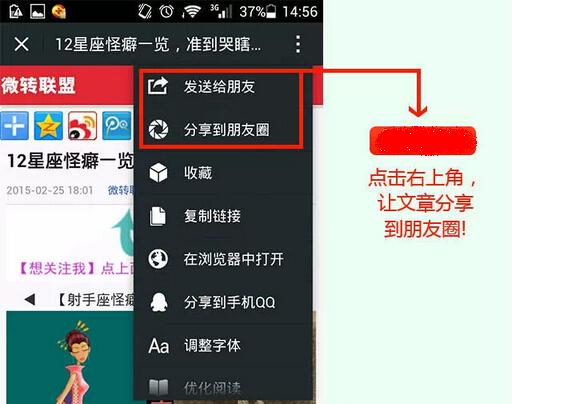 3G 37% 14:56
12星座怪癖一览，准到哭瞎...
微转联盟
12星座怪癖一览
2015-02-25 18:01 微转联
【想关注我】点上
【射手座怪癖
发送给朋友
分享到朋友圈
收藏
复制链接
在浏览器中打开
分享到手机QQ
Aa 调整字体
优化阅读
点击右上角，
让文章分享
到朋友圈!